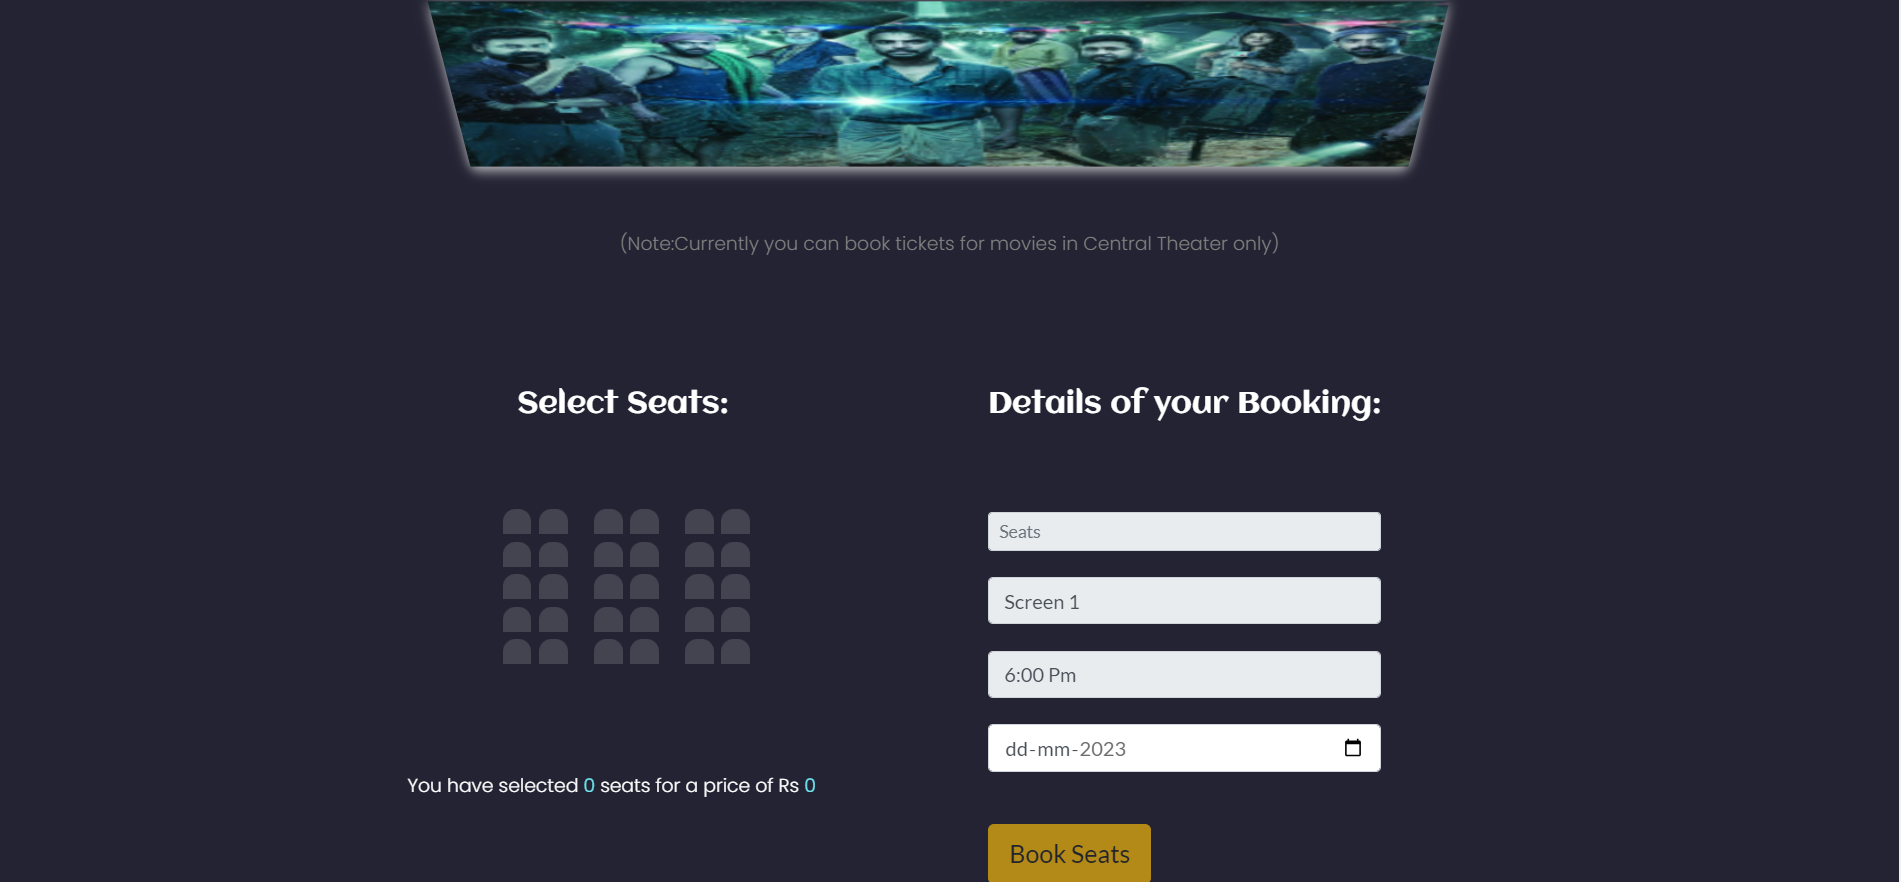 (Note:Currently you can book tickets for movies in Central Theater only)
Select Seats:
You have selected 0 seats for a price of Rs 0
Details of your Booking:
Seats
Screen 1
6:00 Pm
dd-mm-2023
Book Seats